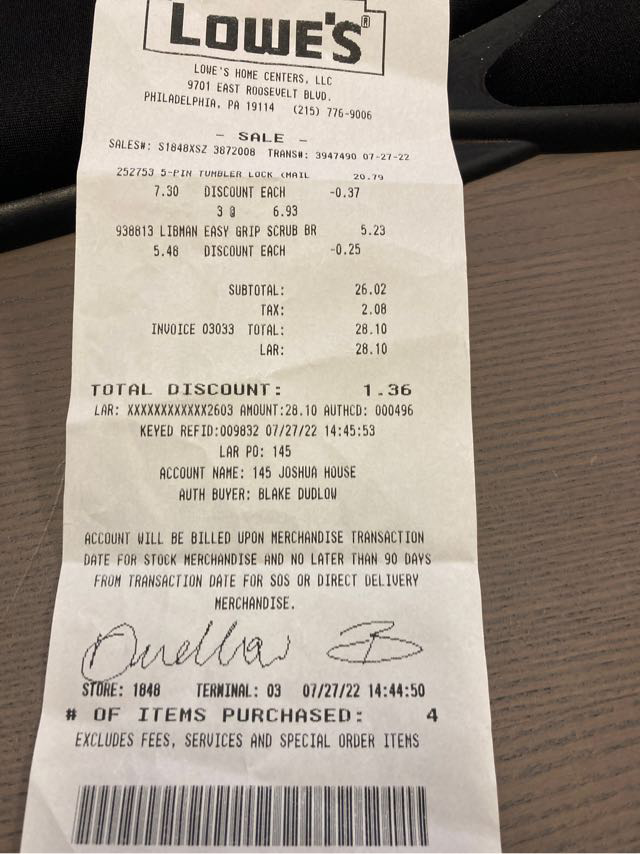 LOWE'S®
LOWE'S HOME CENTERS, LLC
9701 EAST ROOSEVELT BLVD.
PHILADELPHIA, PA 19114 (215) 776-9006
- SALE -
SALES#: S1848XSZ 3872008 TRANS#: 3947490 07-27-22
252753 5-PIN TUMBLER LOCK (MAIL 20.79
7.30 DISCOUNT EACH -0.37
3 @ 6.93
938813 LIBMAN EASY GRIP SCRUB BR 5.23
5.48 DISCOUNT EACH -0.25
SUBTOTAL: 26.02
TAX: 2.08
INVOICE 03033 TOTAL: 28.10
LAR: 28.10
TOTAL DISCOUNT: 1.36
LAR: XXXXXXXXXXXX2603 AMOUNT:28.10 AUTHCD: 000496
KEYED REFID:009832 07/27/22 14:45:53
LAR PO: 145
ACCOUNT NAME: 145 JOSHUA HOUSE
AUTH BUYER: BLAKE DUDLOW
ACCOUNT WILL BE BILLED UPON MERCHANDISE TRANSACTION
DATE FOR STOCK MERCHANDISE AND NO LATER THAN 90 DAYS
FROM TRANSACTION DATE FOR SOS OR DIRECT DELIVERY
MERCHANDISE.
STORE: 1848 TERMINAL: 03 07/27/22 14:44:50
# OF ITEMS PURCHASED: 4
EXCLUDES FEES, SERVICES AND SPECIAL ORDER ITEMS